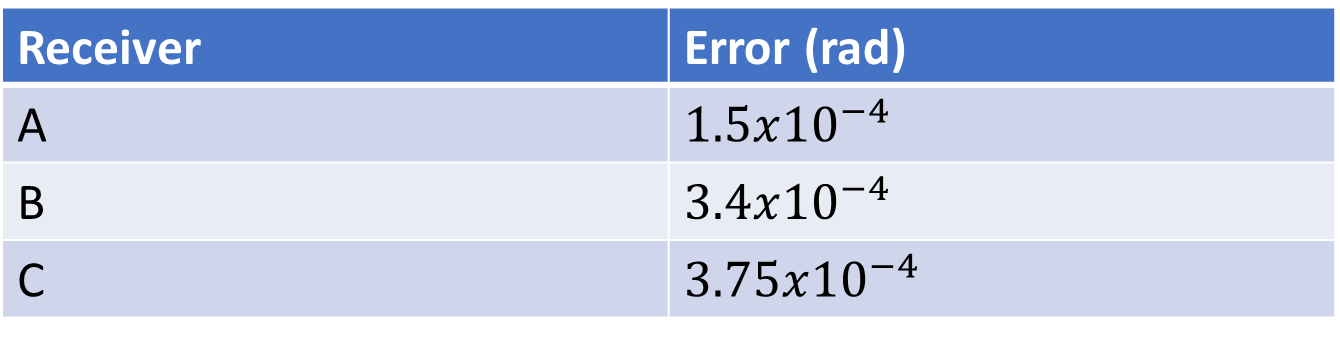 Receiver Error (rad)
A 1.5x10⁻⁴
B 3.4x10⁻⁴
C 3.75x10⁻⁴